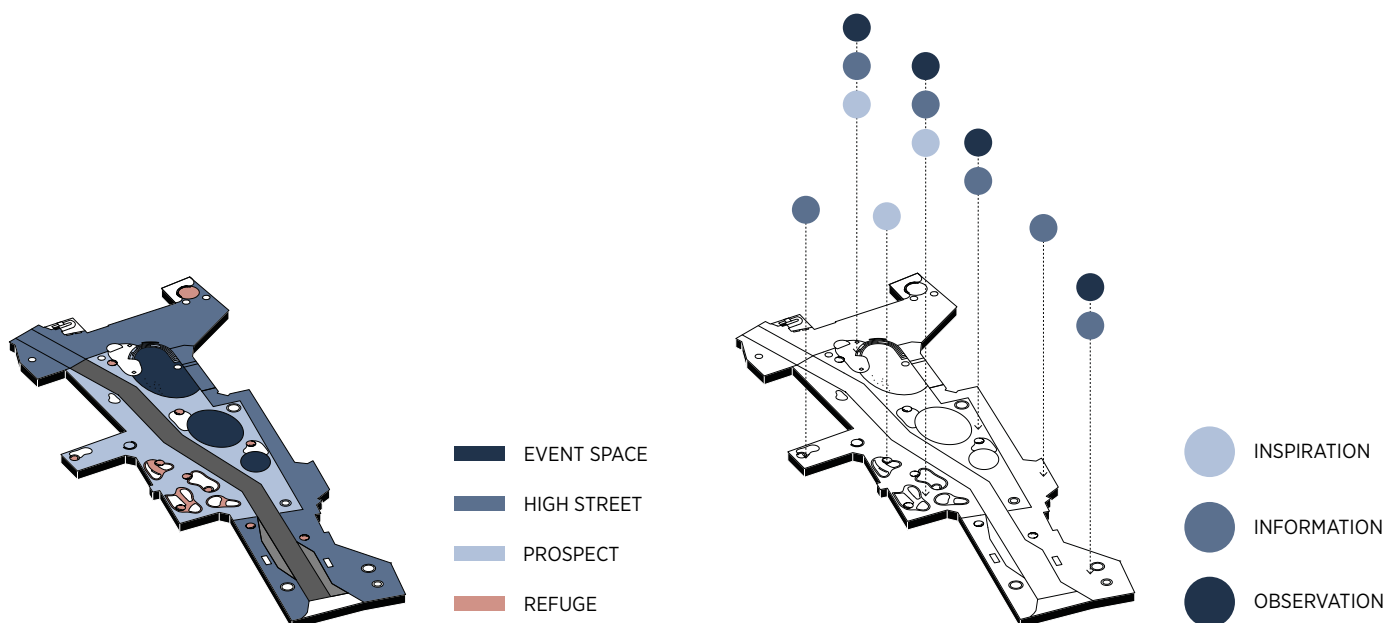 EVENT SPACE
HIGH STREET
PROSPECT
REFUGE
INSPIRATION
INFORMATION
OBSERVATION